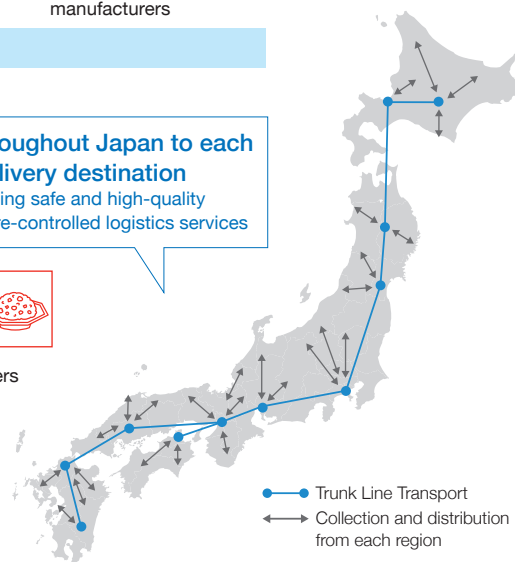 manufacturers
oughout Japan to each
livery destination
ing safe and high-quality
e-controlled logistics services
ers
Trunk Line Transport
Collection and distribution
from each region